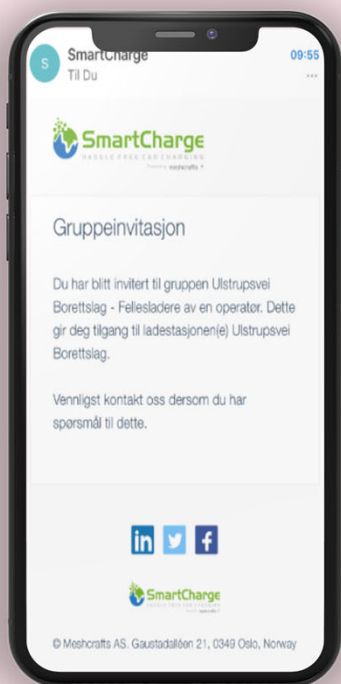 SmartCharge
09:55
S
Til Du
SmartCharge
HASSLE FREE CAR CHARGING
Gruppeinvitasjon
Du har blitt invitert til gruppen Ulstrupsvei
Borettslag - Fellesladere av en operatør. Dette
gir deg tilgang til ladestasjonen(e) Ulstrupsvei
Borettslag.
Vennligst kontakt oss dersom du har
spørsmål til dette.
in
f
SmartCharge
© Meshcrafts AS. Gaustadalléen 21, 0349 Oslo, Norway